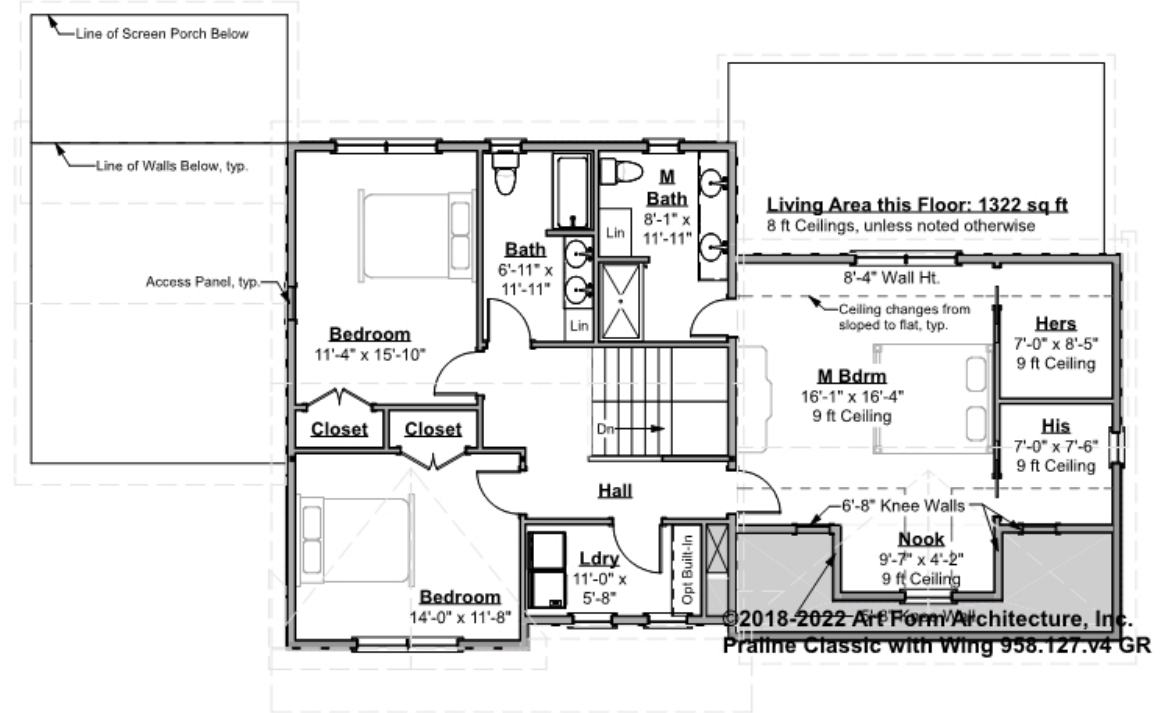 Line of Screen Porch Below
Line of Walls Below, typ.
Access Panel, typ.
Living Area this Floor: 1322 sq ft
8 ft Ceilings, unless noted otherwise
M
Bath
8'-1" x
11'-11"
Lin
Bath
6'-11" x
11'-11"
Lin
Bedroom
11'-4" x 15'-10"
8'-4" Wall Ht.
Ceiling changes from
sloped to flat, typ.
Hers
7'-0" x 8'-5"
9 ft Ceiling
M Bdrm
16'-1" x 16'-4"
9 ft Ceiling
Closet
Closet
Dn
His
7'-0" x 7'-6"
9 ft Ceiling
Hall
6'-8" Knee Walls
Nook
9'-7" x 4'-2"
9 ft Ceiling
Ldry
11'-0" x
5'-8"
Opt Built-In
Bedroom
14'-0" x 11'-8"
Knee Wall
©2018-2022 Art Form Architecture, Inc.
Praline Classic with Wing 958.127.v4 GR